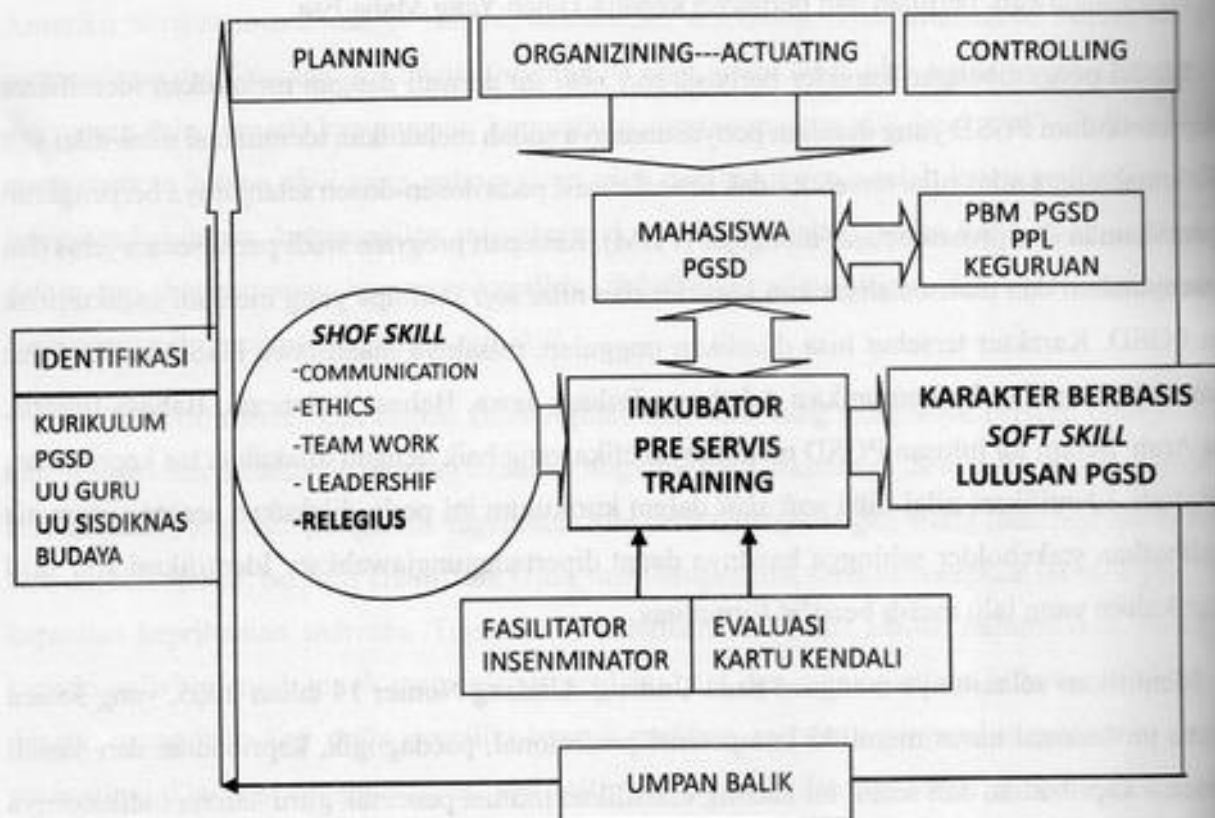 PLANNING
ORGANIZINING---ACTUATING
CONTROLLING
MAHASISWA
PGSD
PBM PGSD
PPL
KEGURUAN
IDENTIFIKASI
KURIKULUM
PGSD
UU GURU
UU SISDIKNAS
BUDAYA
SHOF SKILL
-COMMUNICATION
-ETHICS
-TEAM WORK
- LEADERSHIF
-RELEGIUS
INKUBATOR
PRE SERVIS
TRAINING
KARAKTER BERBASIS
SOFT SKILL
LULUSAN PGSD
FASILITATOR
INSENMINATOR
EVALUASI
KARTU KENDALI
UMPAN BALIK